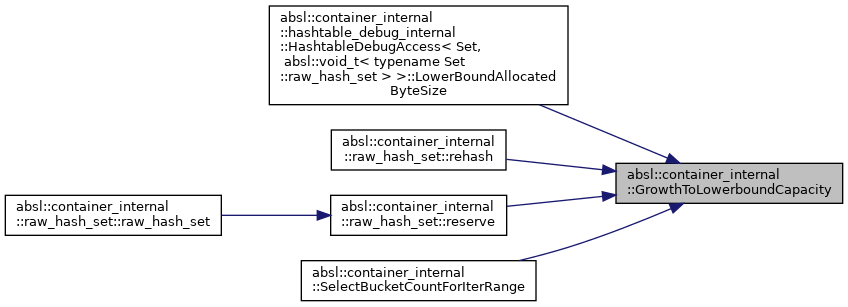 absl::container_internal
::hashtable_debug_internal
::HashtableDebugAccess< Set,
absl::void_t< typename Set
::raw_hash_set > >::LowerBoundAllocated
ByteSize
absl::container_internal
::raw_hash_set::rehash
absl::container_internal
::GrowthToLowerboundCapacity
absl::container_internal
::raw_hash_set::raw_hash_set
absl::container_internal
::raw_hash_set::reserve
absl::container_internal
::SelectBucketCountForIterRange